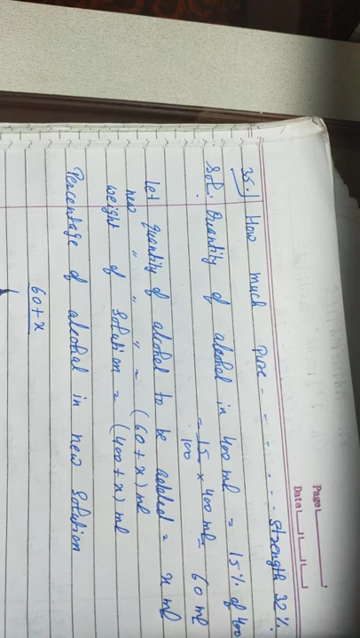 Page:
Date:
35.) How much pure - - - - - - Strength 32%.
Sol: Quantity of alcohol in 400 ml = 15% of 400
= 15/100 x 400 ml = 60 ml
Let quantity of alcohol to be added = x ml
new " " " " = (60 + x) ml
weight of Solution = (400 + x) ml
Percentage of alcohol in new Solution
60 + x